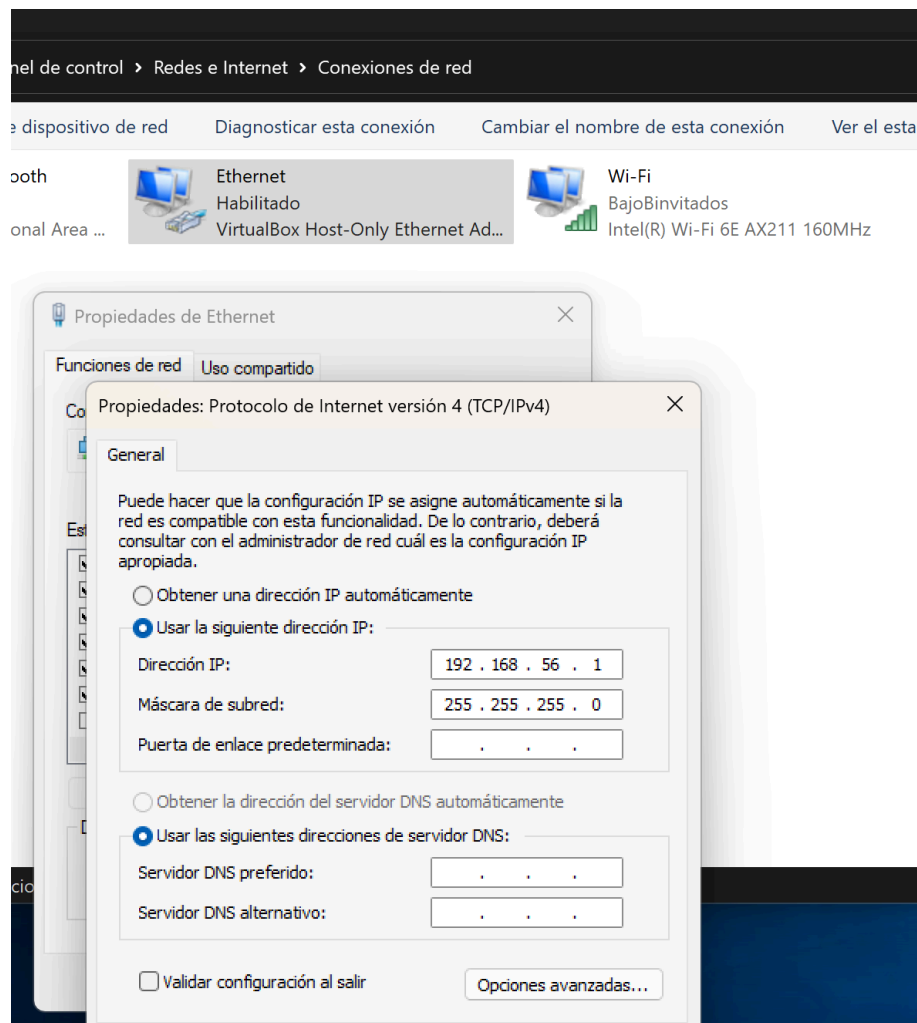 nel de control › Redes e Internet › Conexiones de red
e dispositivo de red Diagnosticar esta conexión Cambiar el nombre de esta conexión Ver el esta
ooth
onal Area ...
Ethernet
Habilitado
VirtualBox Host-Only Ethernet Ad...
Wi-Fi
BajoBinvitados
Intel(R) Wi-Fi 6E AX211 160MHz
Propiedades de Ethernet
Funciones de red Uso compartido
Co
Est
Propiedades: Protocolo de Internet versión 4 (TCP/IPv4)
General
Puede hacer que la configuración IP se asigne automáticamente si la
red es compatible con esta funcionalidad. De lo contrario, deberá
consultar con el administrador de red cuál es la configuración IP
apropiada.
Obtener una dirección IP automáticamente
Usar la siguiente dirección IP:
Dirección IP: 192 . 168 . 56 . 1
Máscara de subred: 255 . 255 . 255 . 0
Puerta de enlace predeterminada: . . .
Obtener la dirección del servidor DNS automáticamente
Usar las siguientes direcciones de servidor DNS:
Servidor DNS preferido: . . .
cio
Servidor DNS alternativo: . . .
Validar configuración al salir
Opciones avanzadas...